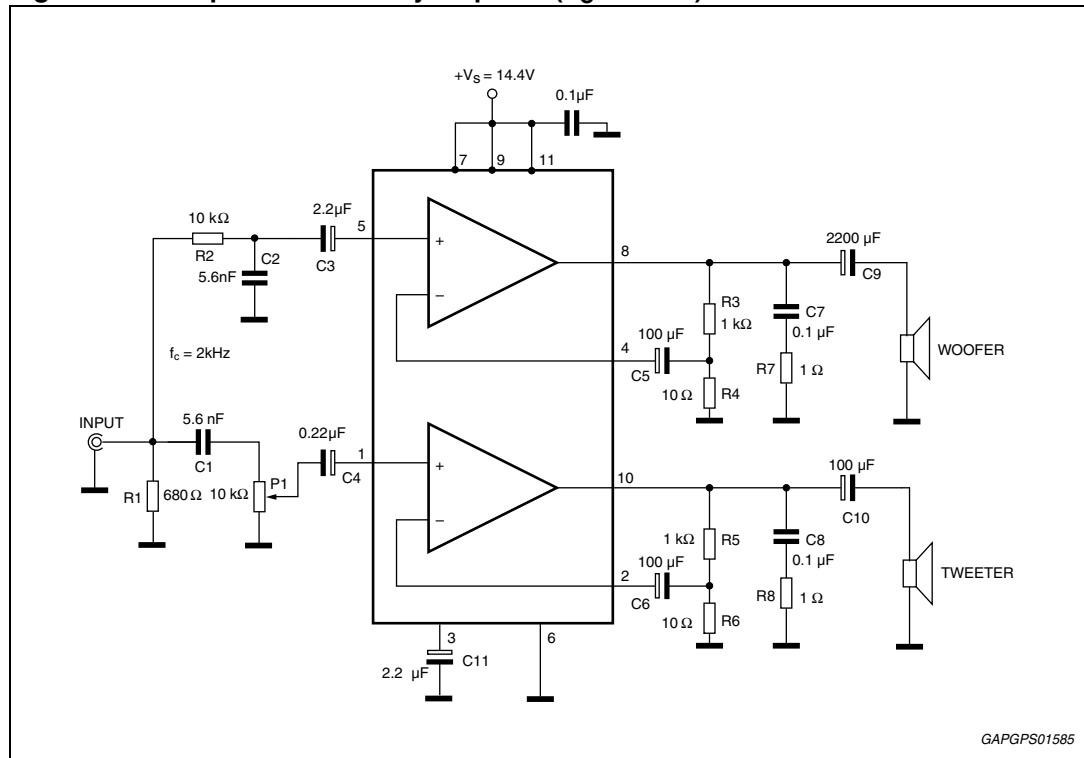 +VS = 14.4V
0.1µF
7
9
11
10 kΩ
R2
C2
5.6nF
2.2µF
C3
5
+
–
8
2200 µF
C9
R3
1 kΩ
C7
0.1 µF
100 µF
4
C5
10 Ω
R4
R7
1 Ω
WOOFER
fc = 2kHz
INPUT
5.6 nF
C1
R1
680 Ω
10 kΩ
P1
0.22µF
C4
1
+
–
10
100 µF
C10
1 kΩ
R5
C8
0.1 µF
100 µF
2
C6
10 Ω
R6
R8
1 Ω
TWEETER
3
6
C11
2.2 µF
GAPGPS01585